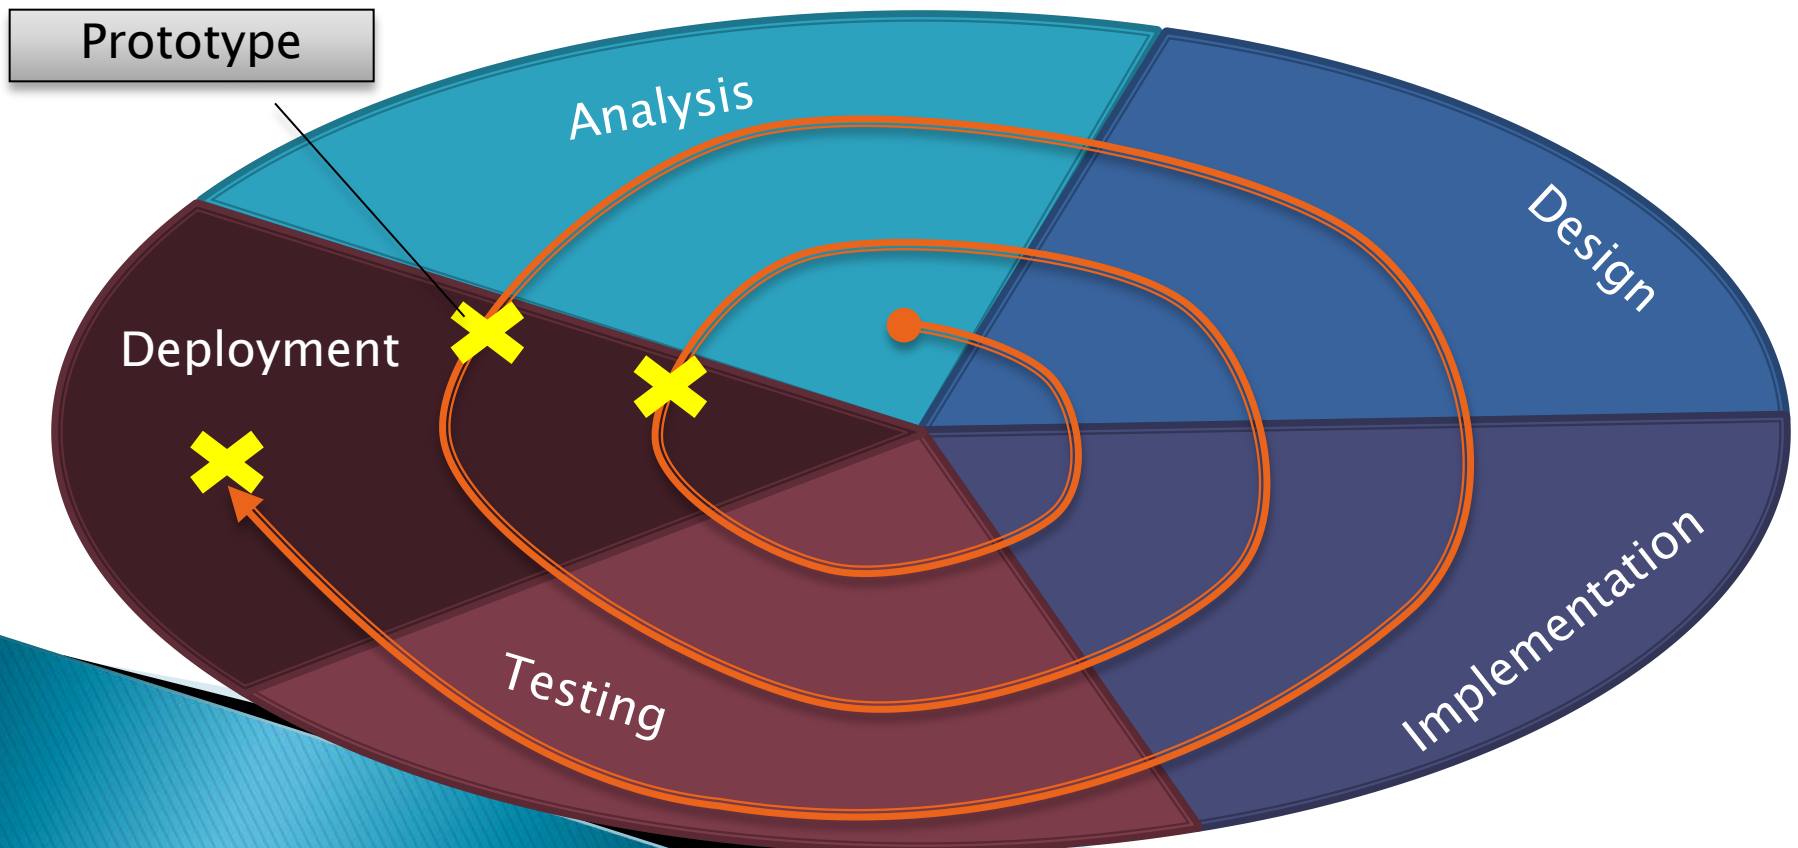 Prototype
Analysis
Design
Deployment
Implementation
Testing